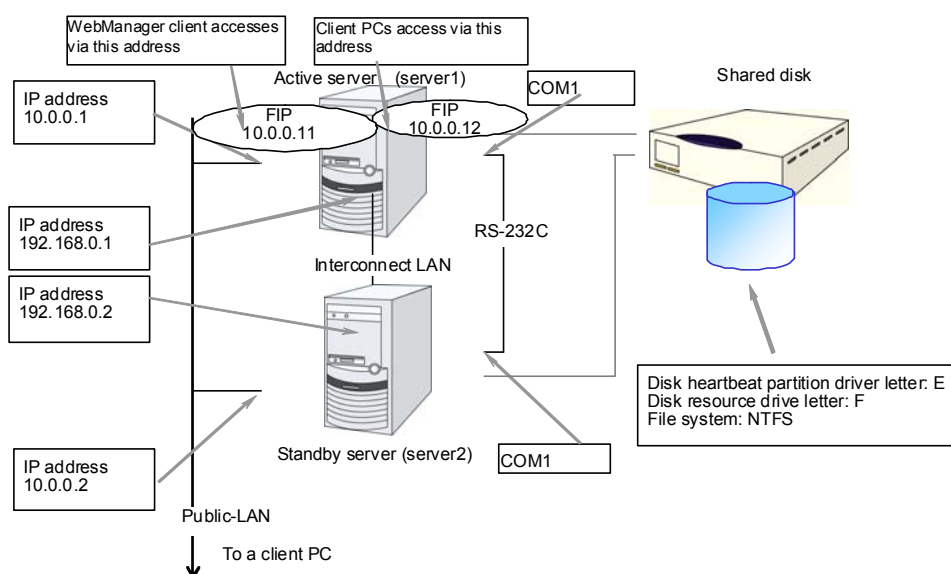 WebManager client accesses
via this address
Client PCs access via this
address
Active server (server1)
COM1
Shared disk
IP address
10.0.0.1
FIP
10.0.0.11
FIP
10.0.0.12
IP address
192.168.0.1
RS-232C
Interconnect LAN
IP address
192.168.0.2
Disk heartbeat partition driver letter: E
Disk resource drive letter: F
File system: NTFS
Standby server (server2)
COM1
IP address
10.0.0.2
Public-LAN
To a client PC